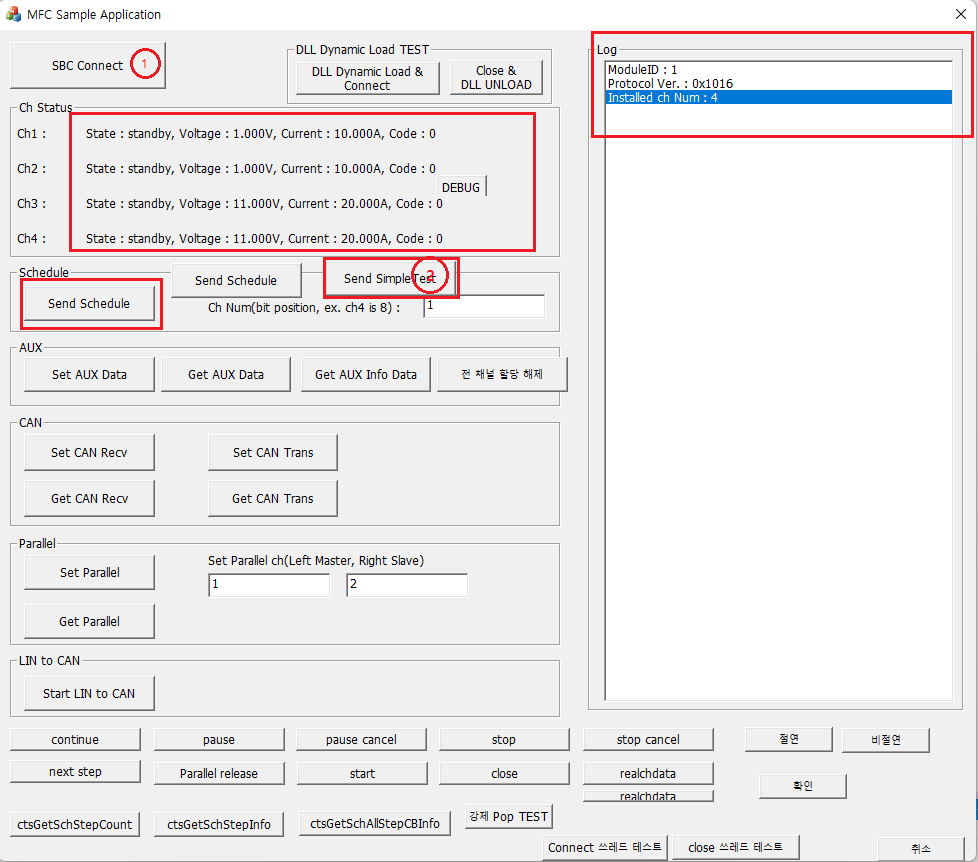 MFC Sample Application
SBC Connect
1
DLL Dynamic Load TEST
DLL Dynamic Load &
Connect
Close &
DLL UNLOAD
Log
ModuleID : 1
Protocol Ver. : 0x1016
Installed ch Num : 4
Ch Status
Ch1 : State : standby, Voltage : 1.000V, Current : 10.000A, Code : 0
Ch2 : State : standby, Voltage : 1.000V, Current : 10.000A, Code : 0
DEBUG
Ch3 : State : standby, Voltage : 11.000V, Current : 20.000A, Code : 0
Ch4 : State : standby, Voltage : 11.000V, Current : 20.000A, Code : 0
Schedule
Send Schedule
Send Schedule
Send SimpleTest
2
Ch Num(bit position, ex. ch4 is 8) : 1
AUX
Set AUX Data
Get AUX Data
Get AUX Info Data
전 채널 할당 해제
CAN
Set CAN Recv
Set CAN Trans
Get CAN Recv
Get CAN Trans
Parallel
Set Parallel
Set Parallel ch(Left Master, Right Slave)
1
2
Get Parallel
LIN to CAN
Start LIN to CAN
continue
pause
pause cancel
stop
stop cancel
절연
비절연
next step
Parallel release
start
close
realchdata
확인
realchdata
ctsGetSchStepCount
ctsGetSchStepInfo
ctsGetSchAllStepCBInfo
강제 Pop TEST
Connect 쓰레드 테스트
close 쓰레드 테스트
취소